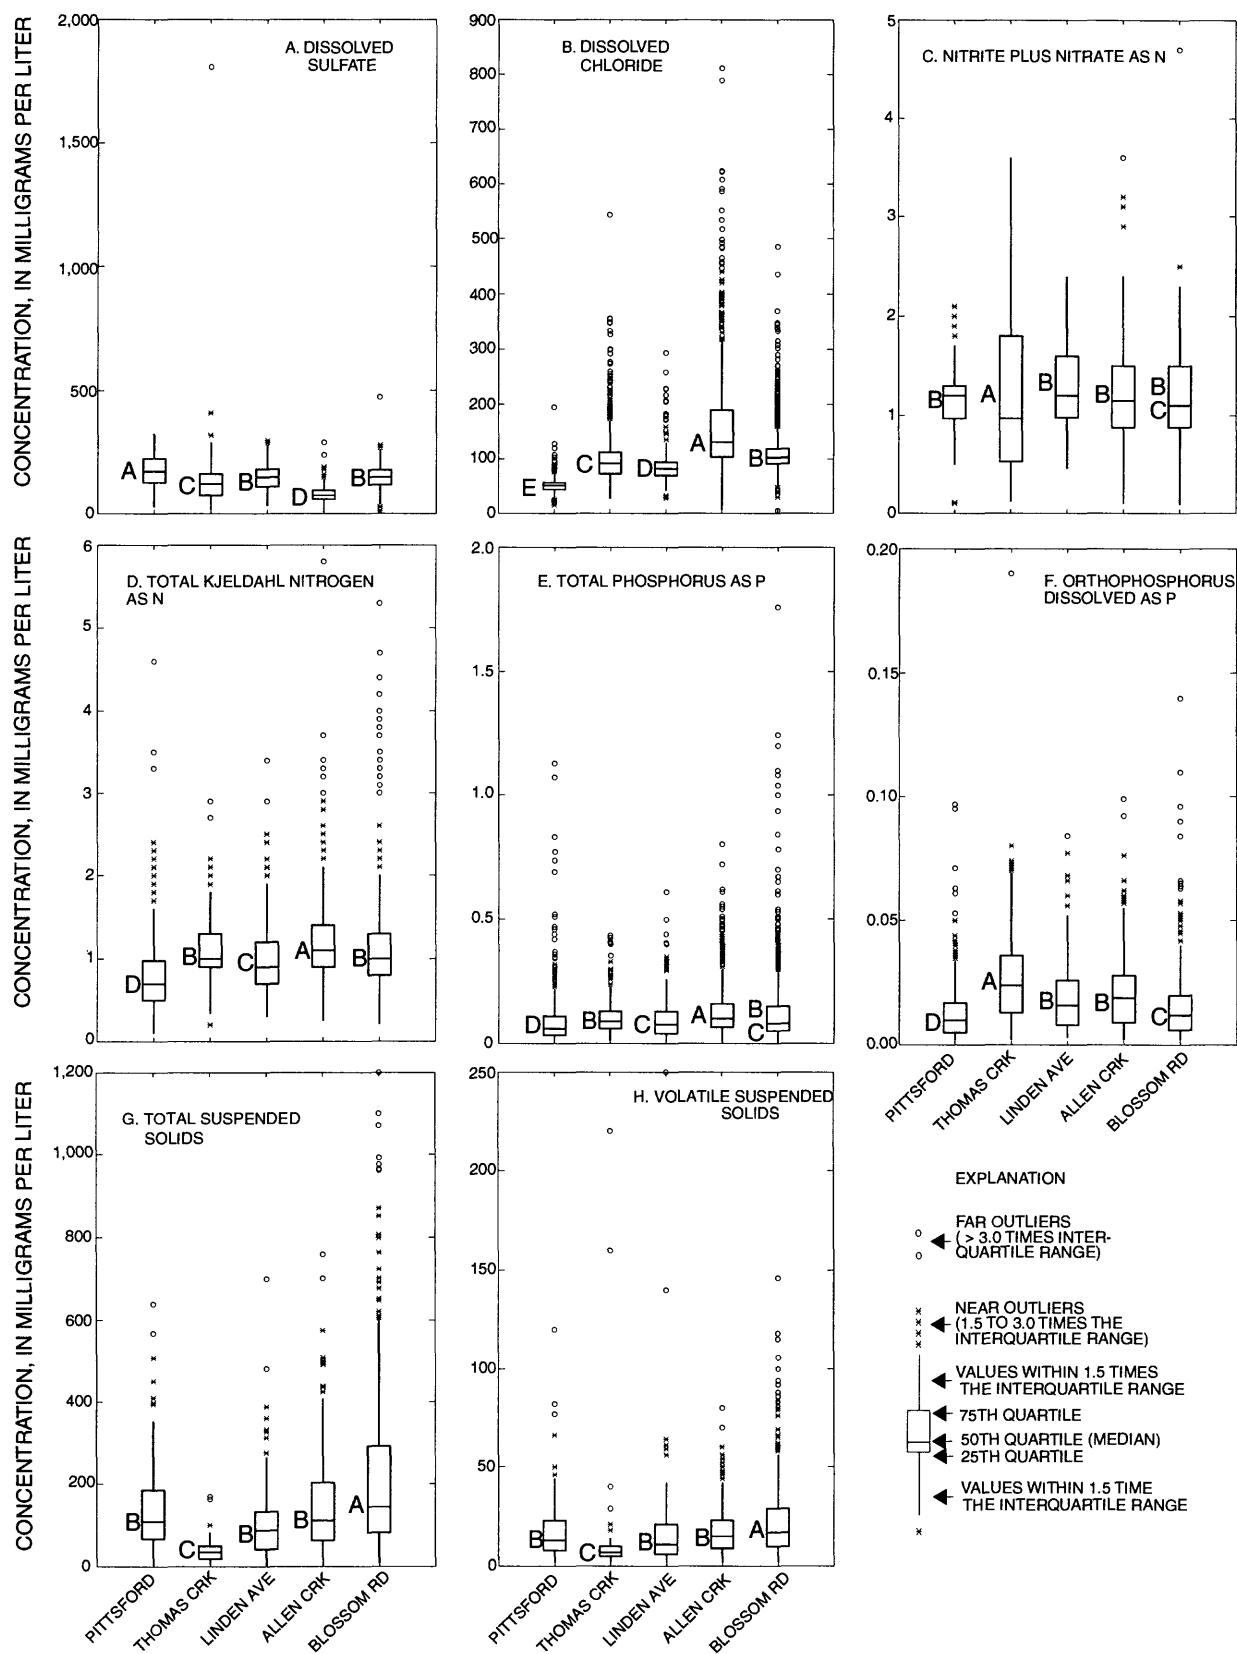 CONCENTRATION, IN MILLIGRAMS PER LITER
2,000
1,500
1,000
500
0
A. DISSOLVED
SULFATE
A
C
B
D
B
900
800
700
600
500
400
300
200
100
0
B. DISSOLVED
CHLORIDE
E
C
D
A
B
5
4
3
2
1
0
C. NITRITE PLUS NITRATE AS N
B
A
B
B
B
C
CONCENTRATION, IN MILLIGRAMS PER LITER
6
5
4
3
2
1
0
D. TOTAL KJELDAHL NITROGEN
AS N
D
B
C
A
B
2.0
1.5
1.0
0.5
0
E. TOTAL PHOSPHORUS AS P
D
B
C
A
B
C
0.20
0.15
0.10
0.05
0.00
F. ORTHOPHOSPHORUS
DISSOLVED AS P
D
A
B
B
C
PITTSFORD
THOMAS CRK
LINDEN AVE
ALLEN CRK
BLOSSOM RD
CONCENTRATION, IN MILLIGRAMS PER LITER
1,200
1,000
800
600
400
200
0
G. TOTAL SUSPENDED
SOLIDS
B
C
B
B
A
PITTSFORD
THOMAS CRK
LINDEN AVE
ALLEN CRK
BLOSSOM RD
250
200
150
100
50
0
H. VOLATILE SUSPENDED
SOLIDS
B
C
B
B
A
PITTSFORD
THOMAS CRK
LINDEN AVE
ALLEN CRK
BLOSSOM RD
EXPLANATION
FAR OUTLIERS
( > 3.0 TIMES INTER-
QUARTILE RANGE)
NEAR OUTLIERS
(1.5 TO 3.0 TIMES THE
INTERQUARTILE RANGE)
VALUES WITHIN 1.5 TIMES
THE INTERQUARTILE RANGE
75TH QUARTILE
50TH QUARTILE (MEDIAN)
25TH QUARTILE
VALUES WITHIN 1.5 TIME
THE INTERQUARTILE RANGE